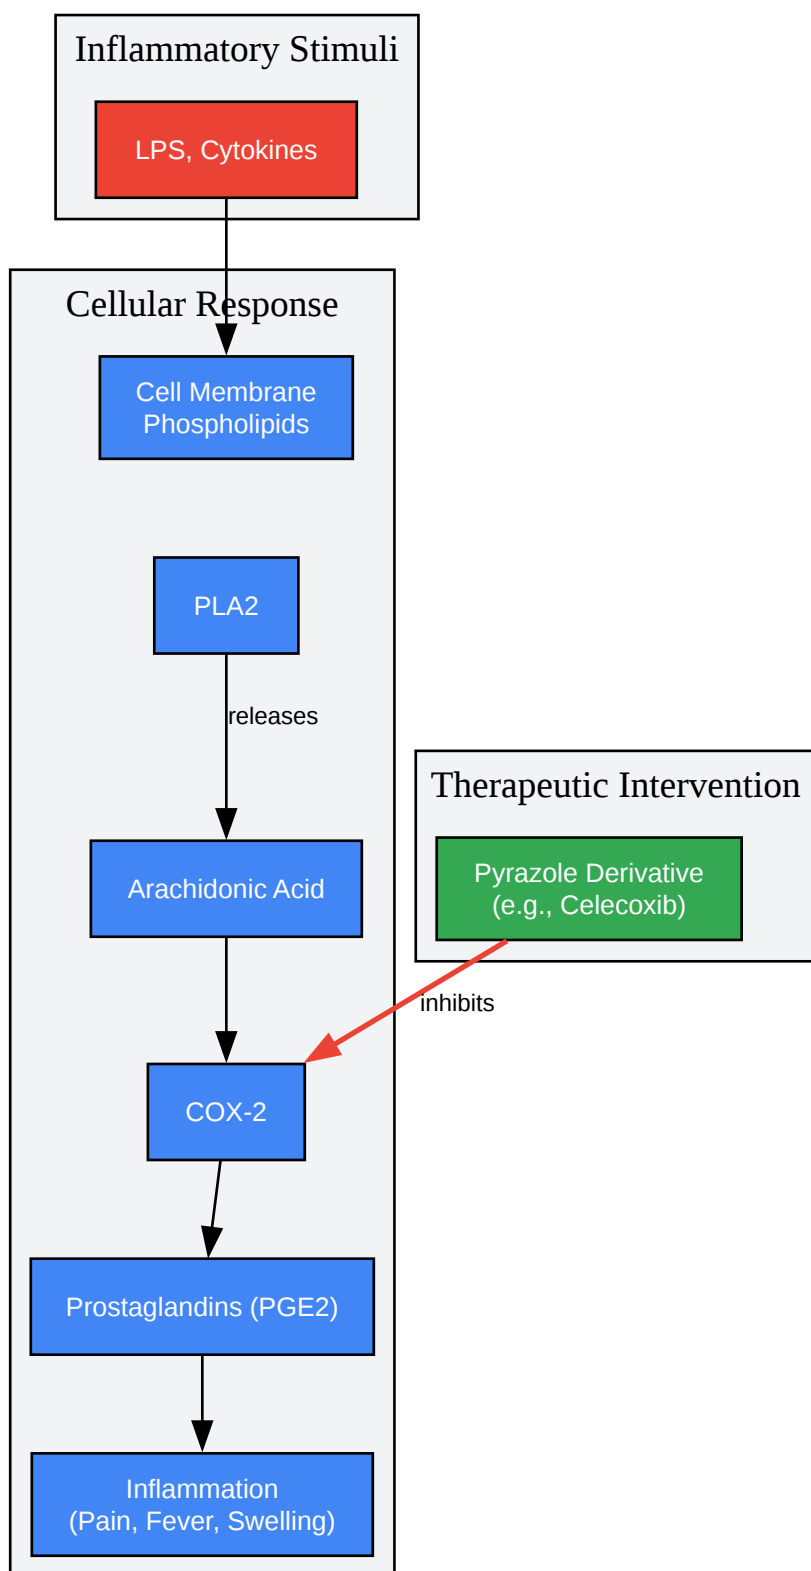 Inflammatory Stimuli
LPS, Cytokines
Cellular Response
Cell Membrane
Phospholipids
PLA2
releases
Therapeutic Intervention
Pyrazole Derivative
(e.g., Celecoxib)
Arachidonic Acid
inhibits
COX-2
Prostaglandins (PGE2)
Inflammation
(Pain, Fever, Swelling)